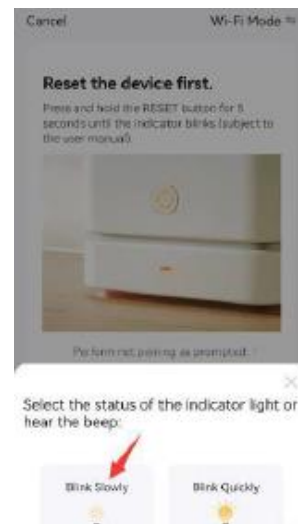 Cancel Wi-Fi Mode
Reset the device first.
Press and hold the RESET button for 5
seconds until the indicator blinks (subject to
the user manual).
Perform net pairing as prompted.
Select the status of the indicator light or
hear the beep:
Blink Slowly Blink Quickly